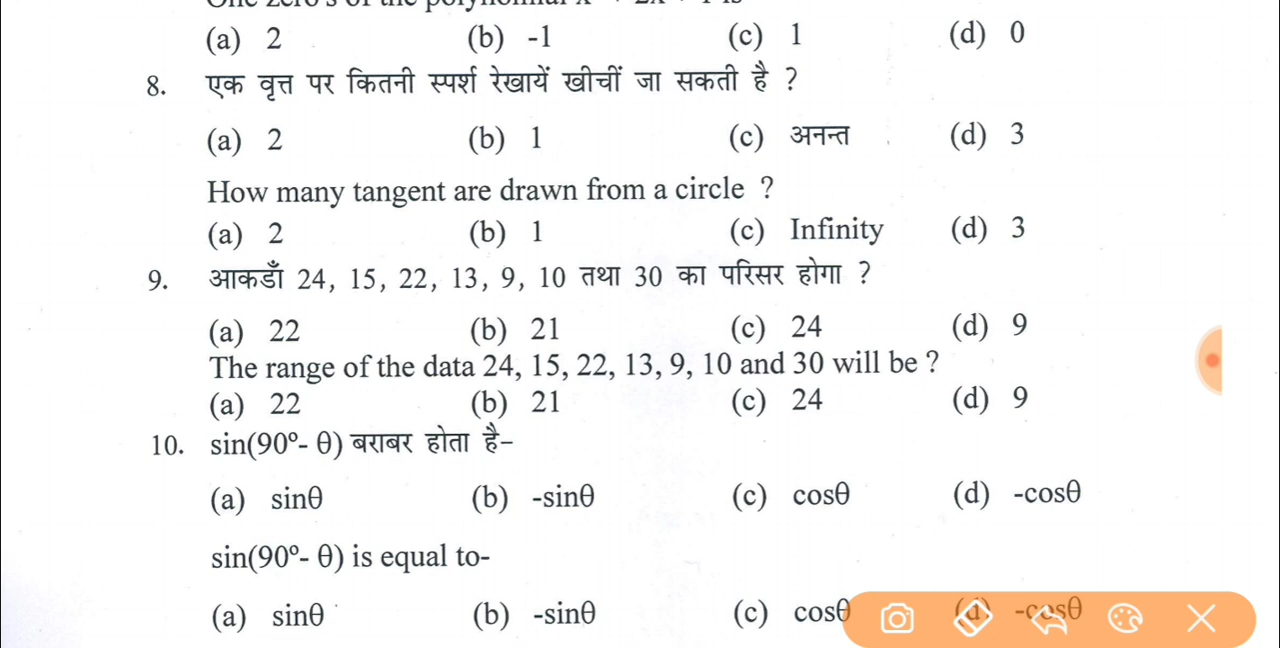 (a) 2 (b) -1 (c) 1 (d) 0
8. एक वृत्त पर कितनी स्पर्श रेखायें खीचीं जा सकती है ?
(a) 2 (b) 1 (c) अनन्त (d) 3
How many tangent are drawn from a circle ?
(a) 2 (b) 1 (c) Infinity (d) 3
9. आकडाँ 24, 15, 22, 13, 9, 10 तथा 30 का परिसर होगा ?
(a) 22 (b) 21 (c) 24 (d) 9
The range of the data 24, 15, 22, 13, 9, 10 and 30 will be ?
(a) 22 (b) 21 (c) 24 (d) 9
10. sin(90º- θ) बराबर होता है-
(a) sinθ (b) -sinθ (c) cosθ (d) -cosθ
sin(90º- θ) is equal to-
(a) sinθ (b) -sinθ (c) cosθ (d) -cosθ